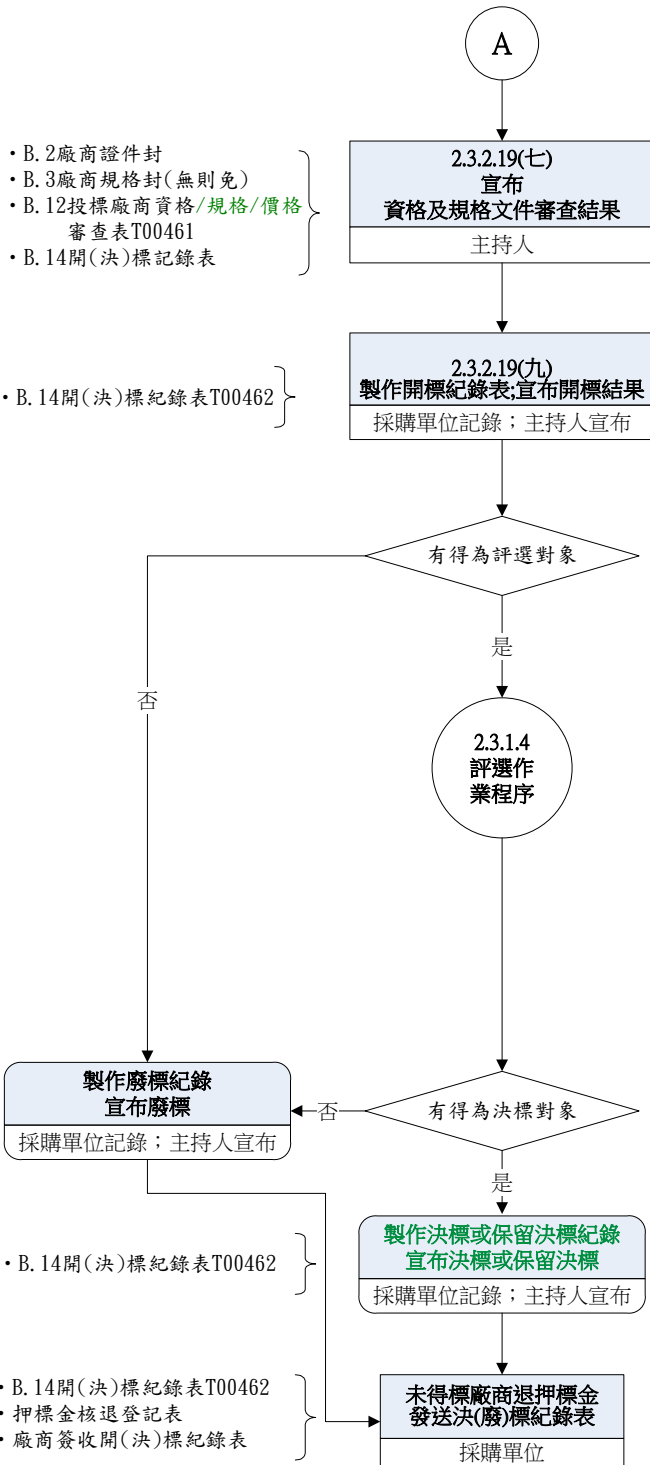 A
・B.2廠商證件封
・B.3廠商規格封(無則免)
・B.12投標廠商資格/規格/價格
審查表T00461
・B.14開(決)標記錄表
2.3.2.19(七)
宣布
資格及規格文件審查結果
主持人
・B.14開(決)標紀錄表T00462
2.3.2.19(九)
製作開標紀錄表;宣布開標結果
採購單位記錄；主持人宣布
有得為評選對象
是
否
2.3.1.4
評選作
業程序
製作廢標紀錄
宣布廢標
採購單位記錄；主持人宣布
否
有得為決標對象
是
・B.14開(決)標紀錄表T00462
製作決標或保留決標紀錄
宣布決標或保留決標
採購單位記錄；主持人宣布
・B.14開(決)標紀錄表T00462
・押標金核退登記表
・廠商簽收開(決)標紀錄表
未得標廠商退押標金
發送決(廢)標紀錄表
採購單位